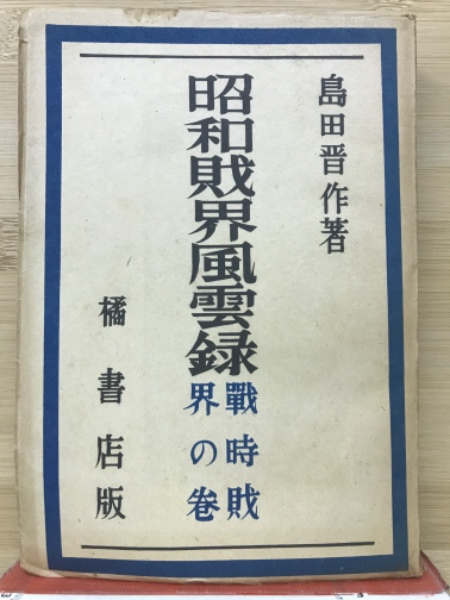 島田晋作著
昭和財界風雲録
戰時財
界の巻
橘書店版